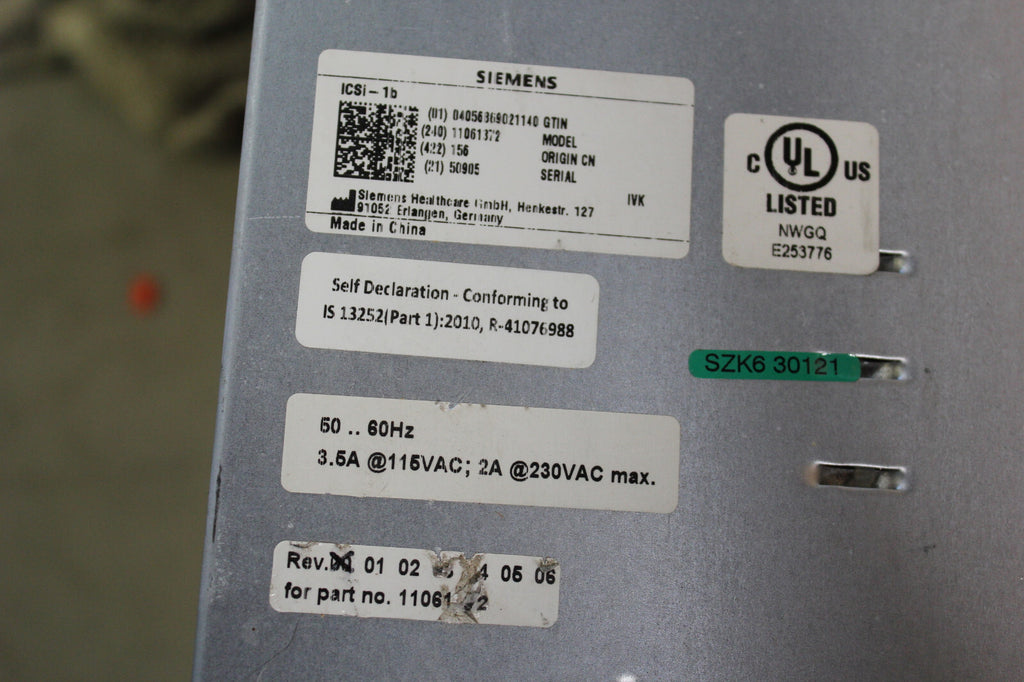 SIEMENS
ICSi - 1b
(01) 04056869021140 GTIN
(240) 11061372 MODEL
(422) 156 ORIGIN CN
(21) 50905 SERIAL
Siemens Healthcare GmbH, Henkestr. 127
91052 Erlangen, Germany
IVK
Made in China
C UL US
LISTED
NWGQ
E253776
Self Declaration - Conforming to
IS 13252(Part 1):2010, R-41076988
SZK6 30121
50 .. 60Hz
3.5A @115VAC; 2A @230VAC max.
Rev. 01 02 05 06
for part no.